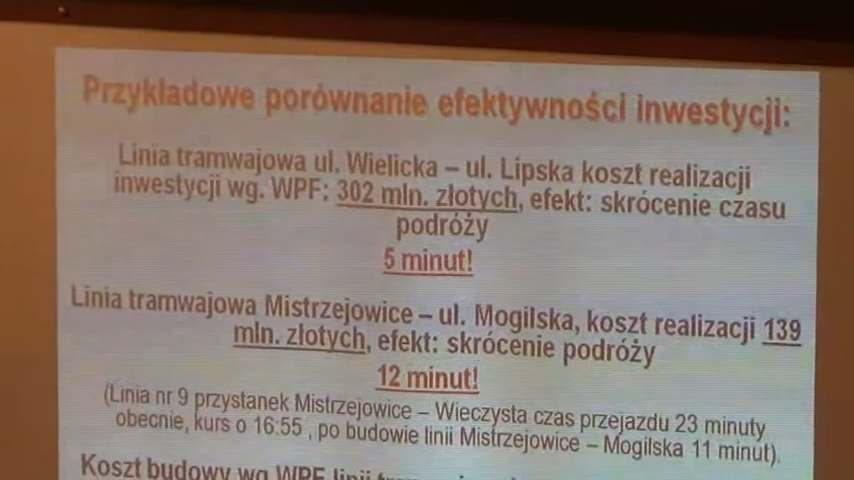 Przykładowe porównanie efektywności inwestycji:
Linia tramwajowa ul. Wielicka – ul. Lipska koszt realizacji
inwestycji wg. WPF: 302 mln. złotych, efekt: skrócenie czasu
podróży
5 minut!
Linia tramwajowa Mistrzejowice – ul. Mogilska, koszt realizacji 139
mln. złotych, efekt: skrócenie podróży
12 minut!
(Linia nr 9 przystanek Mistrzejowice – Wieczysta czas przejazdu 23 minuty
obecnie, kurs o 16:55 , po budowie linii Mistrzejowice – Mogilska 11 minut).
Koszt budowy wg WPF linii